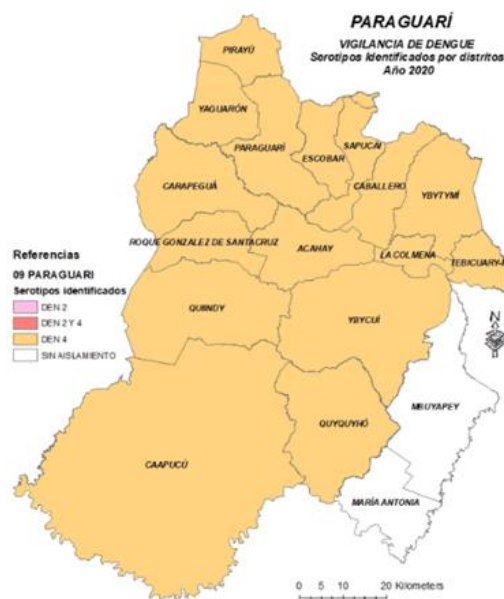 PARAGUARÍ
VIGILANCIA DE DENGUE
Serotipos Identificados por distritos
Año 2020
PIRAYÚ
YAGUARÓN
PARAGUARÍ
ESCOBAR
SAPUCÁI
CABALLERO
YBYTYMÍ
CARAPEGUÁ
ROQUE GONZALEZ DE SANTACRUZ
ACAHAY
LA COLMENA
TEBICUARY-
Referencias
09 PARAGUARI
Serotipos identificados
DEN 2
DEN 2 Y 4
DEN 4
SIN AISLAMIENTO
QUIINDY
YBYCUÍ
N
MBUYAPEY
QUYQUYHÓ
CAAPUCÚ
MARÍA ANTONIA
0 5 10 20 Kilometers